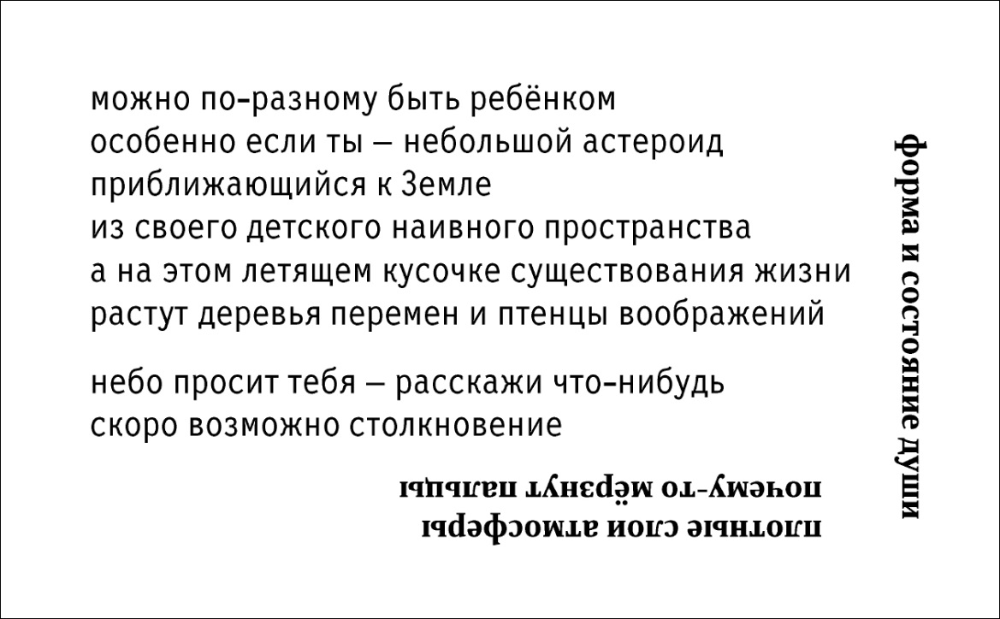 можно по-разному быть ребёнком
особенно если ты – небольшой астероид
приближающийся к Земле
из своего детского наивного пространства
а на этом летящем кусочке существования жизни
растут деревья перемен и птенцы воображений
небо просит тебя – расскажи что-нибудь
скоро возможно столкновение
форма и состояние души
плотные слои атмосферы
почему-то мёрзнут пальцы